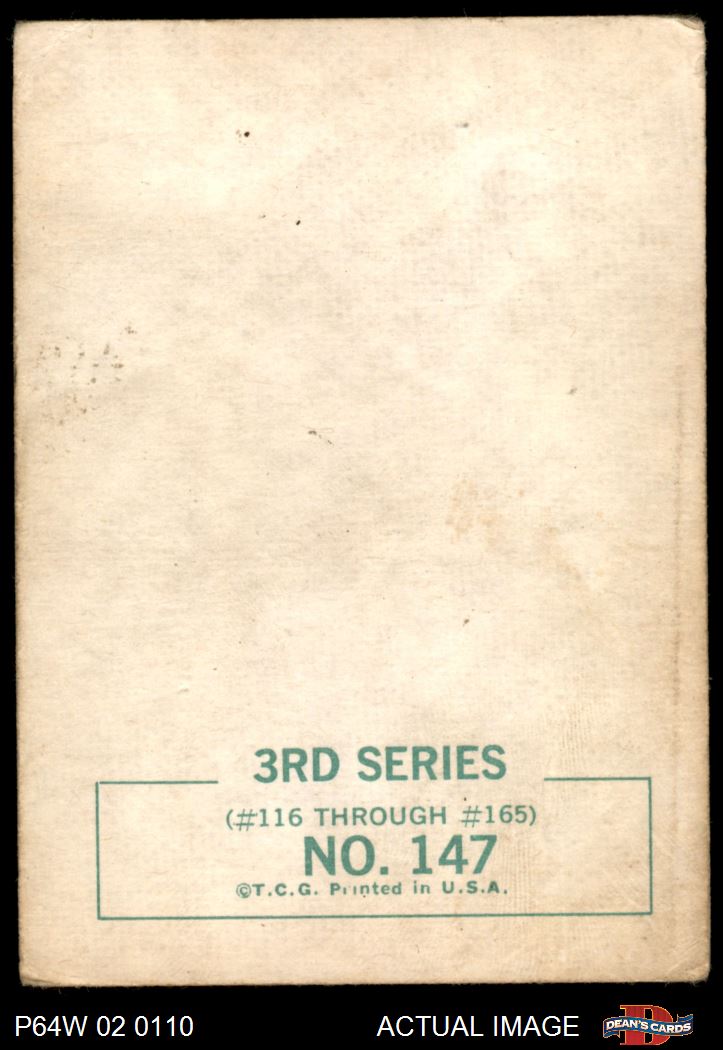 3RD SERIES
(#116 THROUGH #165)
NO. 147
©T.C.G. Printed in U.S.A.
P64W 02 0110 ACTUAL IMAGE DEAN'S CARDS